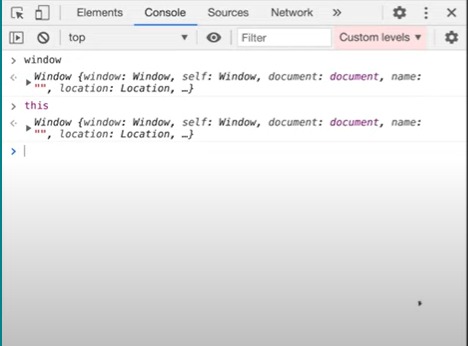 Elements Console Sources Network »
top Filter Custom levels
window
Window {window: Window, self: Window, document: document, name:
"", location: Location, …}
this
Window {window: Window, self: Window, document: document, name:
"", location: Location, …}